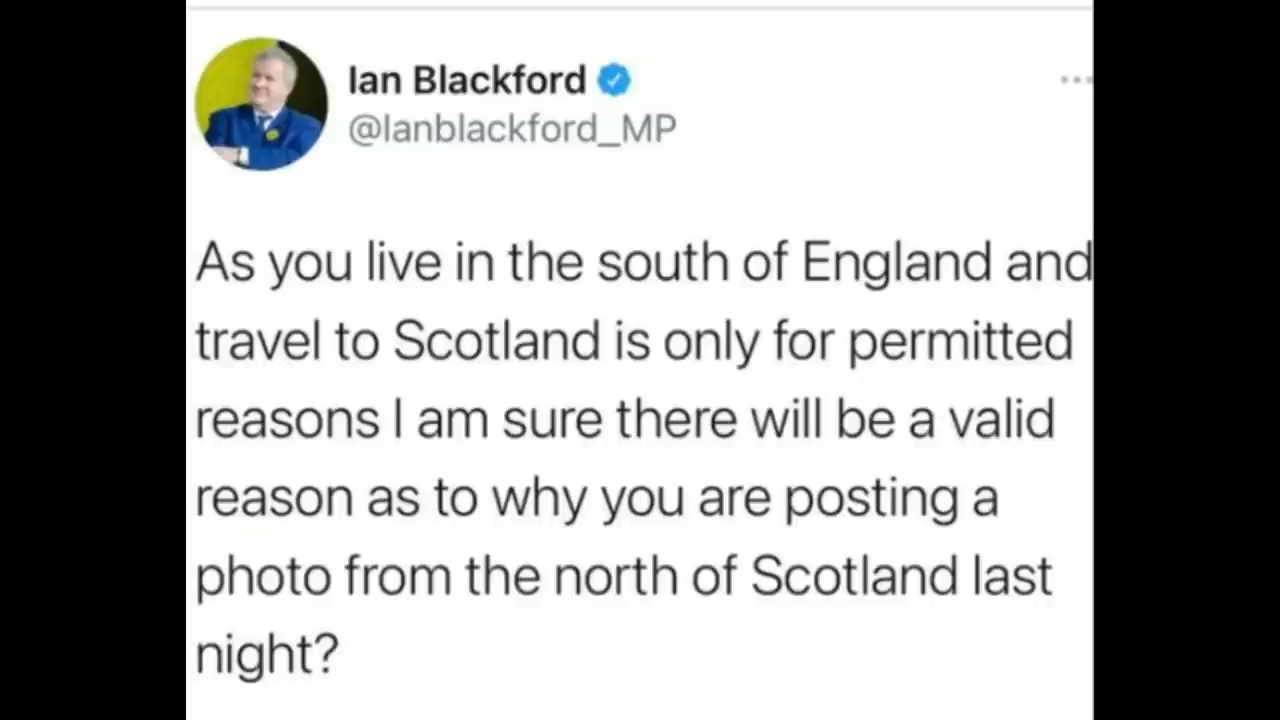 Ian Blackford
@Ianblackford_MP
As you live in the south of England and
travel to Scotland is only for permitted
reasons I am sure there will be a valid
reason as to why you are posting a
photo from the north of Scotland last
night?